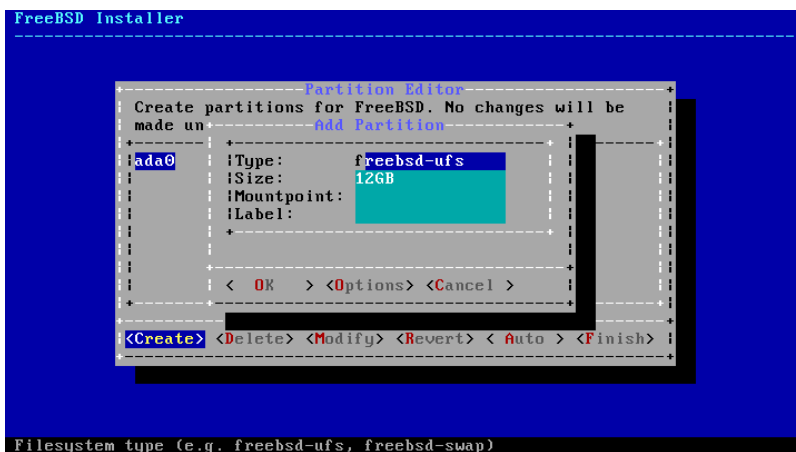 FreeBSD Installer
Partition Editor
Create partitions for FreeBSD. No changes will be
made un
Add Partition
ada0
Type: freebsd-ufs
Size: 12GB
Mountpoint:
Label:
< OK > <Options> <Cancel >
<Create> <Delete> <Modify> <Revert> < Auto > <Finish>
Filesystem type (e.g. freebsd-ufs, freebsd-swap)